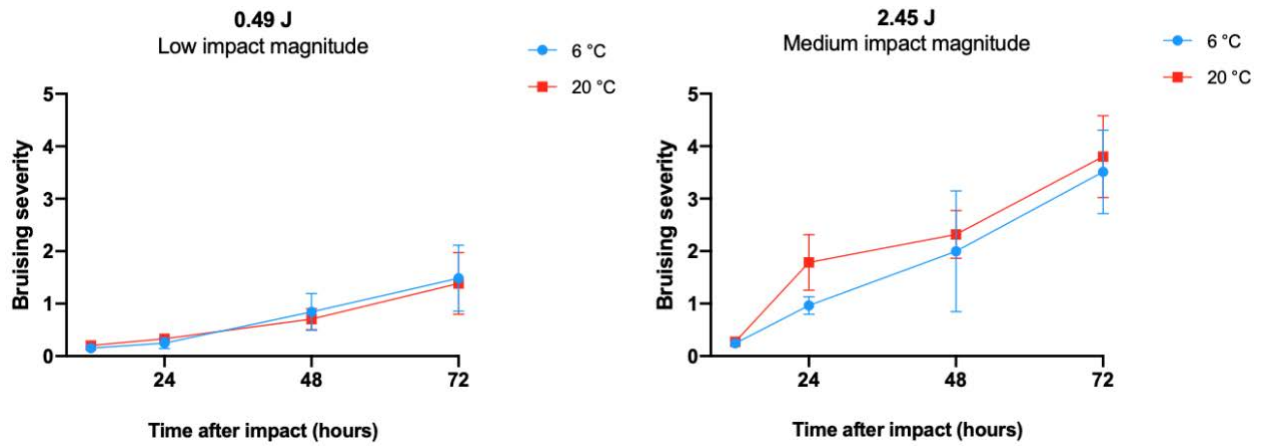 0.49 J
Low impact magnitude
6 °C
20 °C
5
4
3
2
1
0
Bruising severity
24
48
72
Time after impact (hours)
2.45 J
Medium impact magnitude
6 °C
20 °C
5
4
3
2
1
0
Bruising severity
24
48
72
Time after impact (hours)